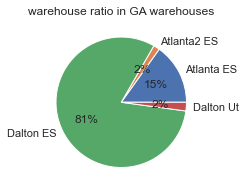 warehouse ratio in GA warehouses
Atlanta2 ES
2%
Atlanta ES
15%
2%
Dalton Ut
81%
Dalton ES